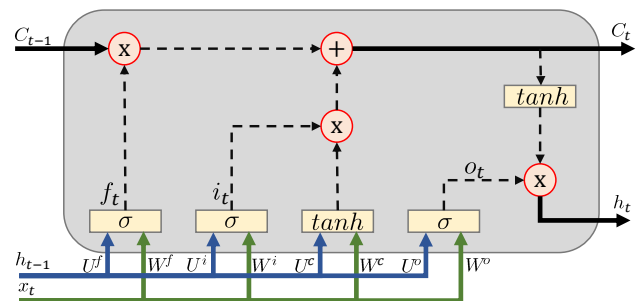 C_{t-1} x + C_t
tanh
x
f_t i_t o_t x
h_t
σ σ tanh σ
h_{t-1} U^f W^f U^i W^i U^c W^c U^o W^o
x_t